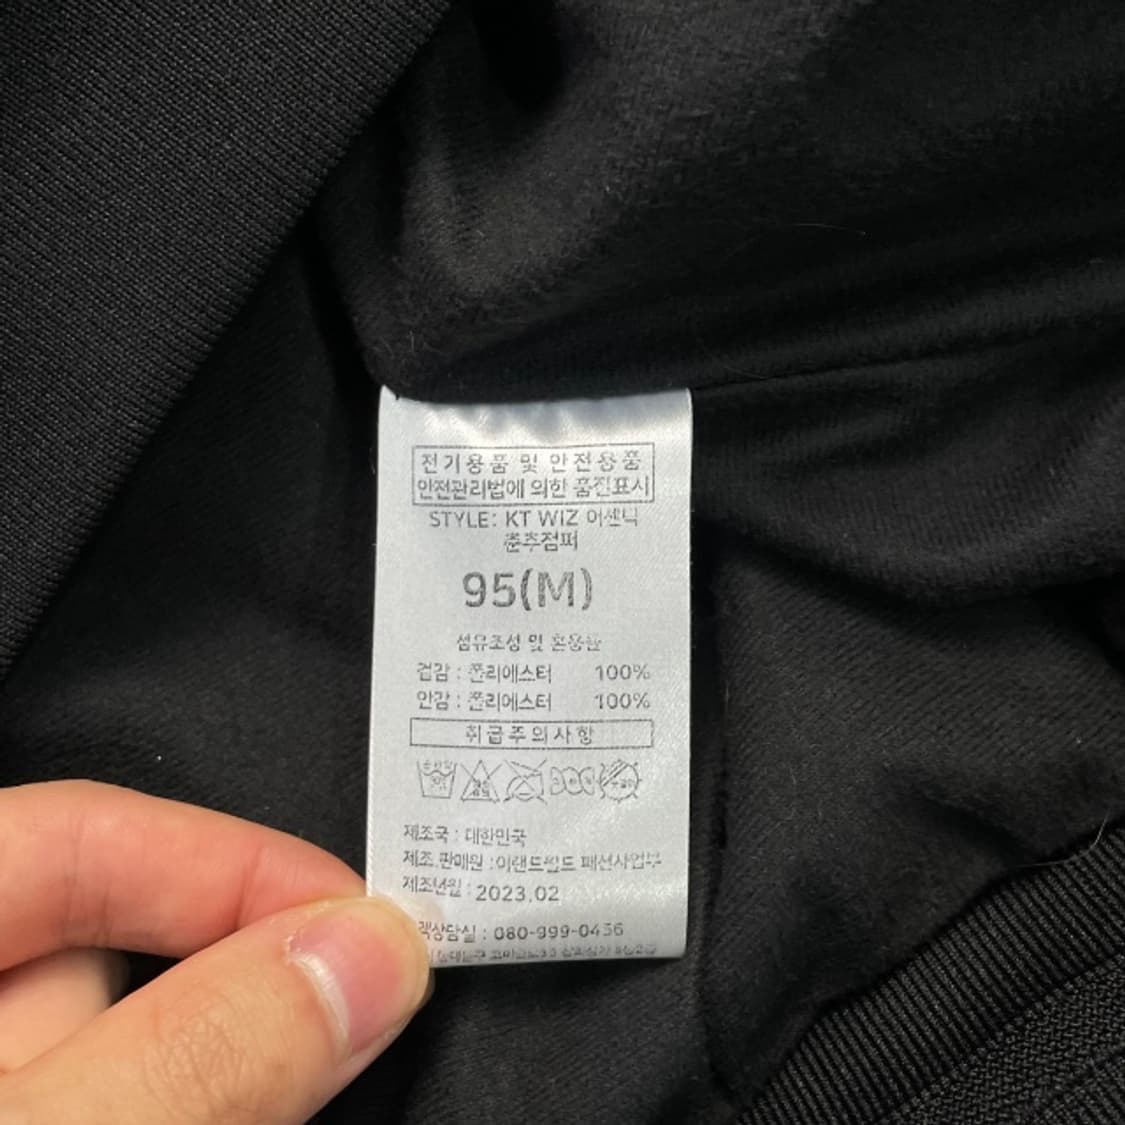 전기용품 및 안전용품
안전관리법에 의한 품질표시
STYLE: KT WIZ 어센틱
춘추점퍼
95(M)
섬유조성 및 혼용율
겉감 : 폴리에스터 100%
안감 : 폴리에스터 100%
취급주의사항
제조국 : 대한민국
제조.판매원 :이랜드월드 패션사업부
제조년월 : 2023.02
객상담실 : 080-999-0456